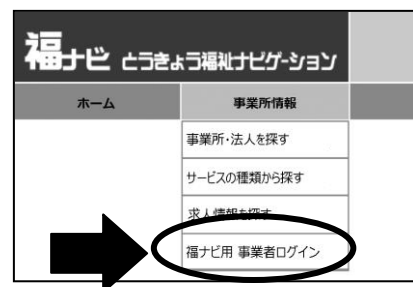 福ナビ とうきょう福祉ナビゲーション
ホーム 事業所情報
事業所・法人を探す
サービスの種類から探す
求人情報を探す
福ナビ用 事業者ログイン